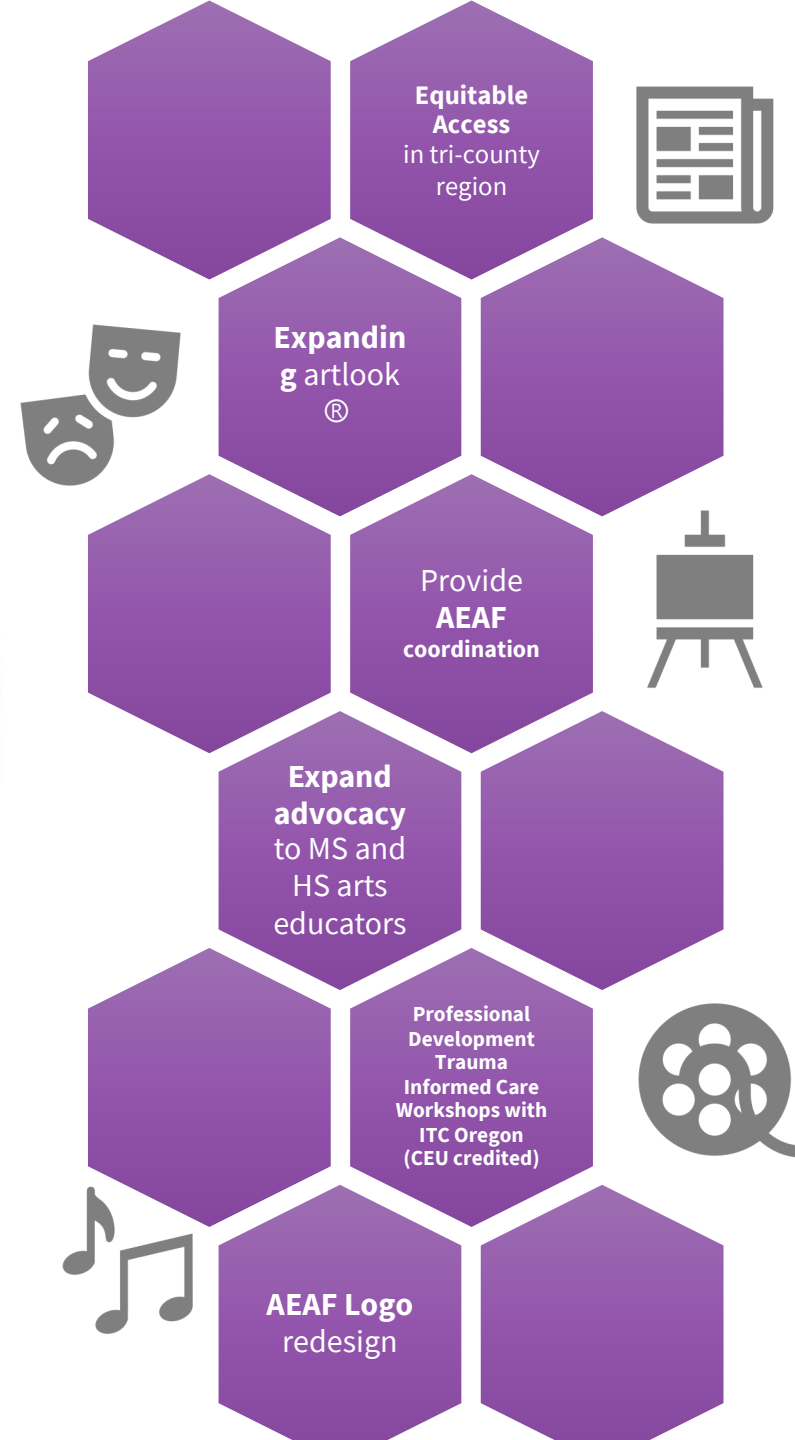 Equitable
Access
in tri-county
region
Expandin
g artlook
®
Provide
AEAF
coordination
Expand
advocacy
to MS and
HS arts
educators
Professional
Development
Trauma
Informed Care
Workshops with
ITC Oregon
(CEU credited)
AEAF Logo
redesign